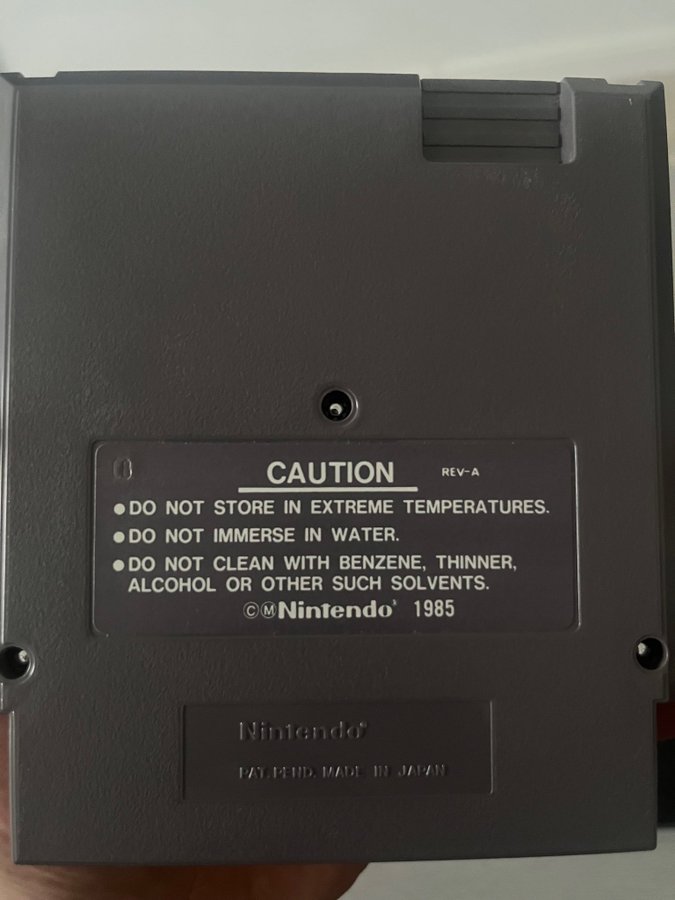 CAUTION REV-A
●DO NOT STORE IN EXTREME TEMPERATURES.
●DO NOT IMMERSE IN WATER.
●DO NOT CLEAN WITH BENZENE, THINNER,
ALCOHOL OR OTHER SUCH SOLVENTS.
©ⓂNintendo® 1985
Nintendo®
PAT. PEND. MADE IN JAPAN